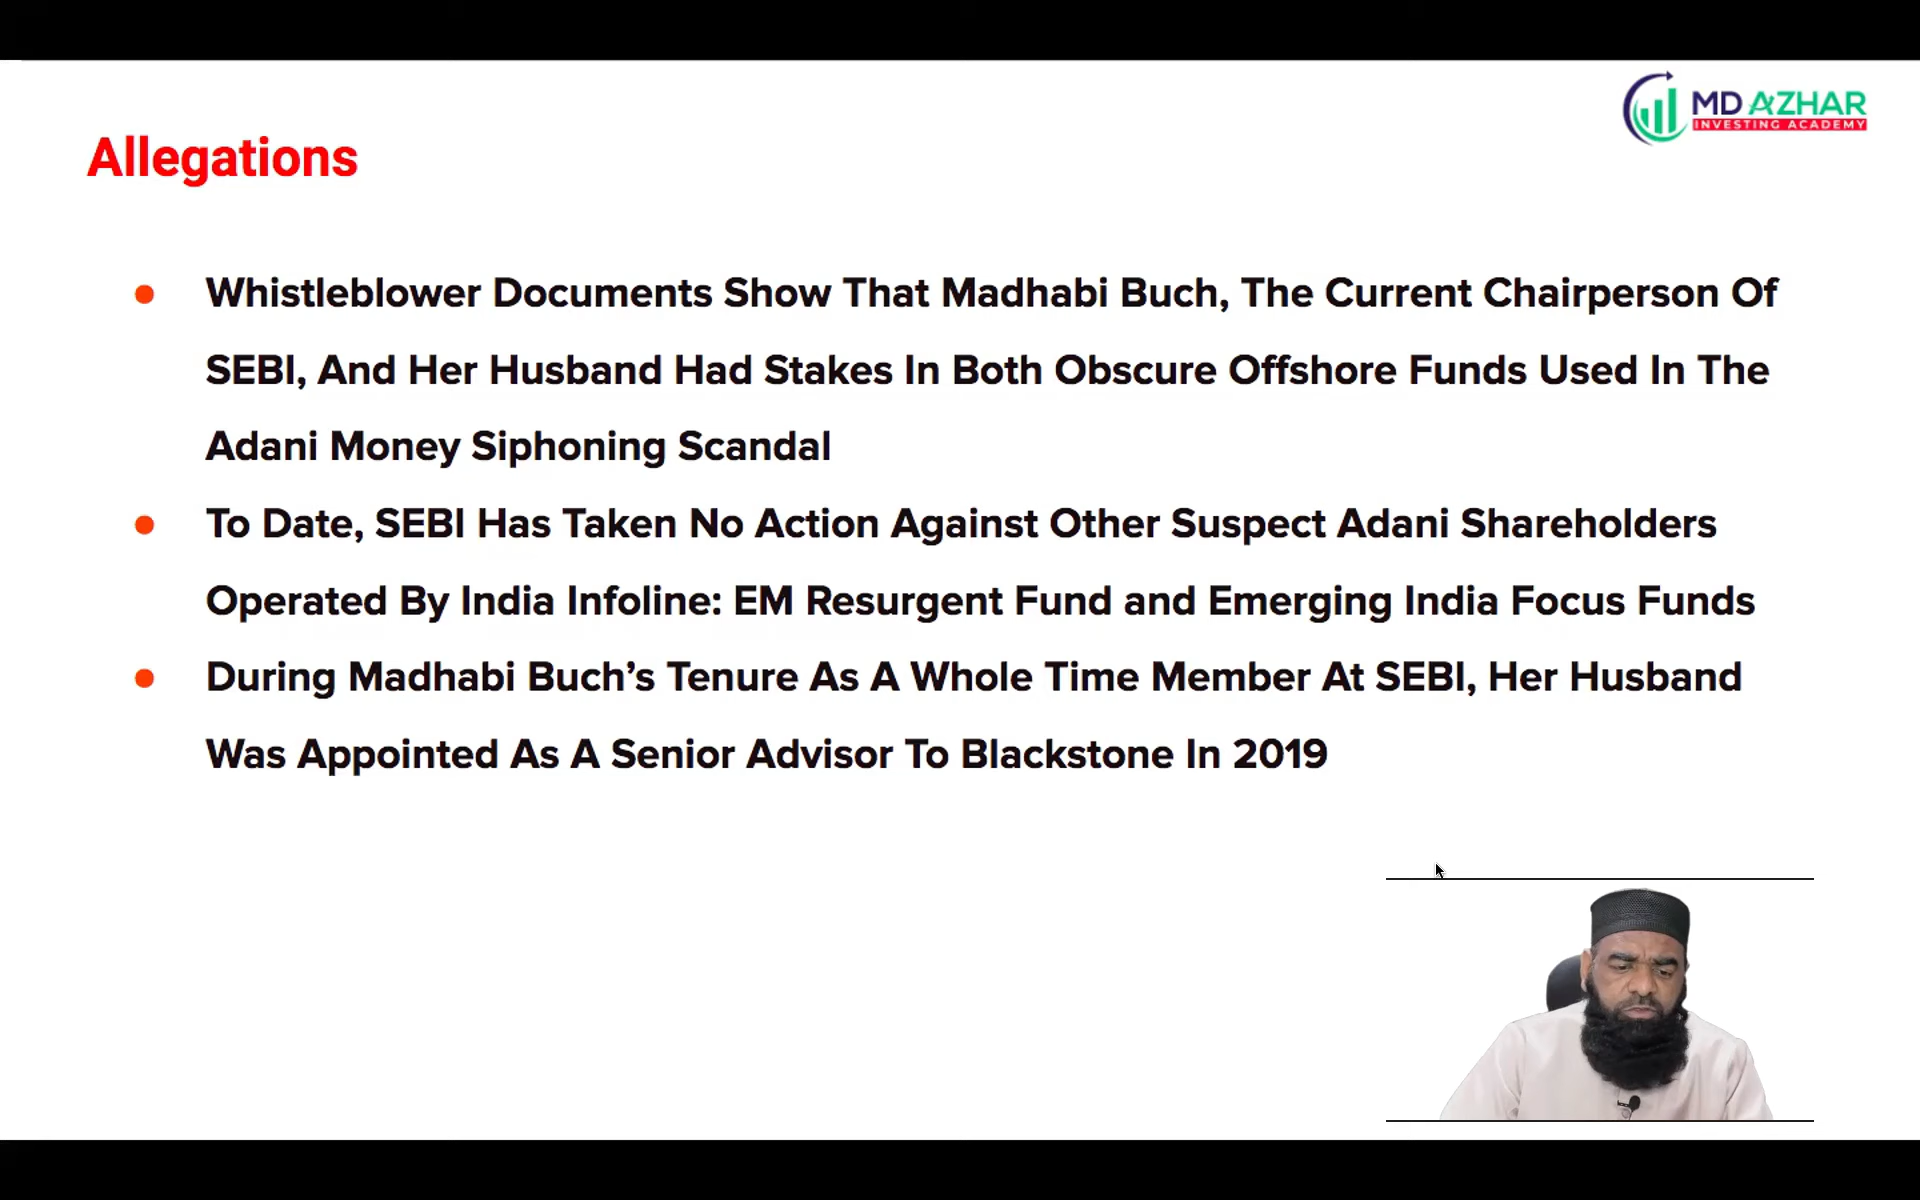 MD AZHAR
INVESTING ACADEMY
Allegations
Whistleblower Documents Show That Madhabi Buch, The Current Chairperson Of
SEBI, And Her Husband Had Stakes In Both Obscure Offshore Funds Used In The
Adani Money Siphoning Scandal
To Date, SEBI Has Taken No Action Against Other Suspect Adani Shareholders
Operated By India Infoline: EM Resurgent Fund and Emerging India Focus Funds
During Madhabi Buch’s Tenure As A Whole Time Member At SEBI, Her Husband
Was Appointed As A Senior Advisor To Blackstone In 2019